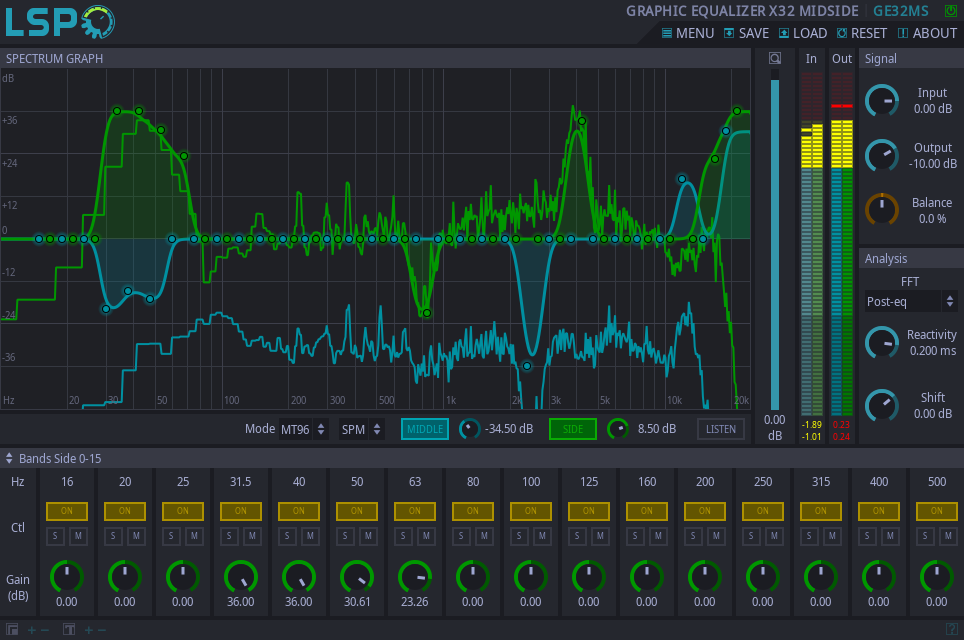 LSP
GRAPHIC EQUALIZER X32 MIDSIDE GE32MS
MENU SAVE LOAD RESET ABOUT
SPECTRUM GRAPH
dB
+36
+24
+12
0
-12
-24
-36
Hz 20 30 50 100 200 300 500 1k 2k 3k 5k 10k 20k
0.00
dB
In Out
-1.89 0.23
-1.01 0.24
Signal
Input
0.00 dB
Output
-10.00 dB
Balance
0.0 %
Analysis
FFT
Post-eq
Reactivity
0.200 ms
Shift
0.00 dB
Mode MT96 SPM MIDDLE -34.50 dB SIDE 8.50 dB LISTEN
Bands Side 0-15
Hz 16 20 25 31.5 40 50 63 80 100 125 160 200 250 315 400 500
ON ON ON ON ON ON ON ON ON ON ON ON ON ON ON ON
Ctl
S M S M S M S M S M S M S M S M S M S M S M S M S M S M S M S M
Gain
(dB)
0.00 0.00 0.00 36.00 36.00 30.61 23.26 0.00 0.00 0.00 0.00 0.00 0.00 0.00 0.00 0.00